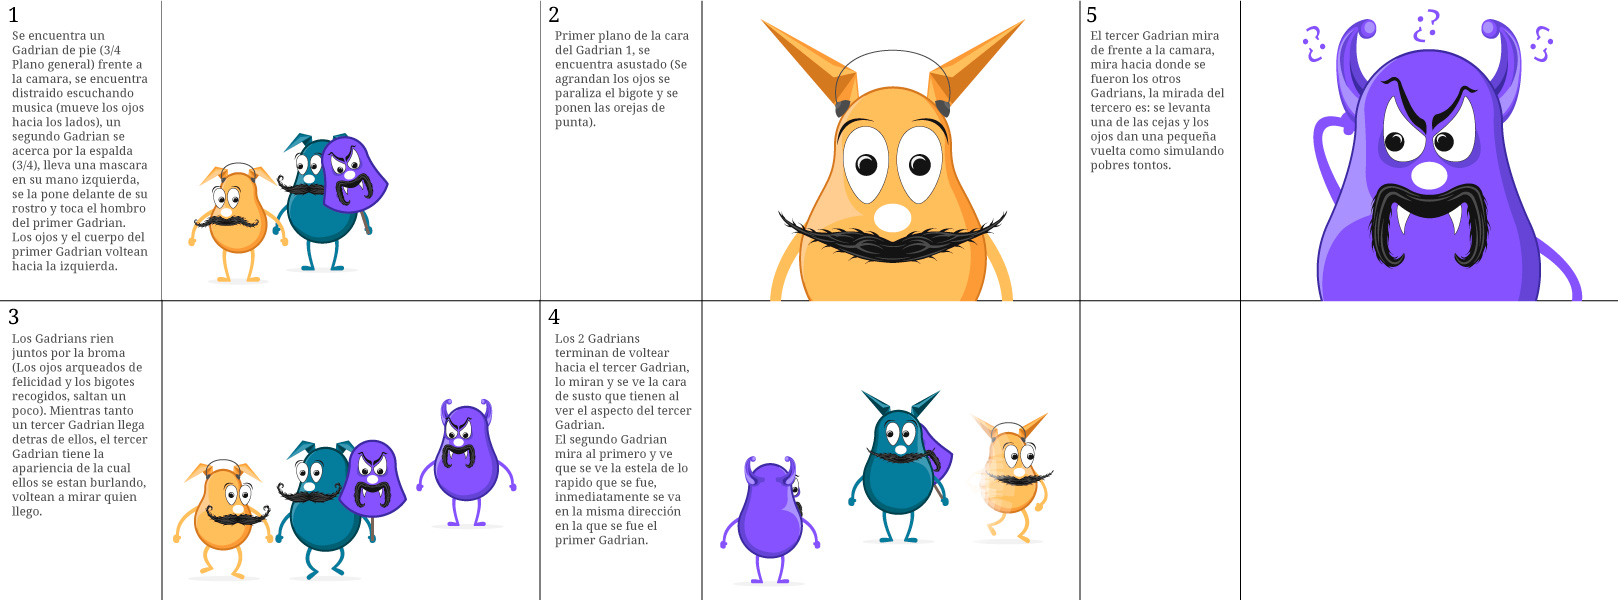 1
Se encuentra un
Gadrian de pie (3/4
Plano general) frente a
la camara, se encuentra
distraido escuchando
musica (mueve los ojos
hacia los lados), un
segundo Gadrian se
acerca por la espalda
(3/4), lleva una mascara
en su mano izquierda,
se la pone delante de su
rostro y toca el hombro
del primer Gadrian.
Los ojos y el cuerpo del
primer Gadrian voltean
hacia la izquierda.
2
Primer plano de la cara
del Gadrian 1, se
encuentra asustado (Se
agrandan los ojos se
paraliza el bigote y se
ponen las orejas de
punta).
3
Los Gadrians rien
juntos por la broma
(Los ojos arqueados de
felicidad y los bigotes
recogidos, saltan un
poco). Mientras tanto
un tercer Gadrian llega
detras de ellos, el tercer
Gadrian tiene la
apariencia de la cual
ellos se estan burlando,
voltean a mirar quien
llego.
4
Los 2 Gadrians
terminan de voltear
hacia el tercer Gadrian,
lo miran y se ve la cara
de susto que tienen al
ver el aspecto del tercer
Gadrian.
El segundo Gadrian
mira al primero y ve
que se ve la estela de lo
rapido que se fue,
inmediatamente se va
en la misma dirección
en la que se fue el
primer Gadrian.
5
El tercer Gadrian mira
de frente a la camara,
mira hacia donde se
fueron los otros
Gadrians, la mirada del
tercero es: se levanta
una de las cejas y los
ojos dan una pequeña
vuelta como simulando
pobres tontos.
¿?
¿?
¿?